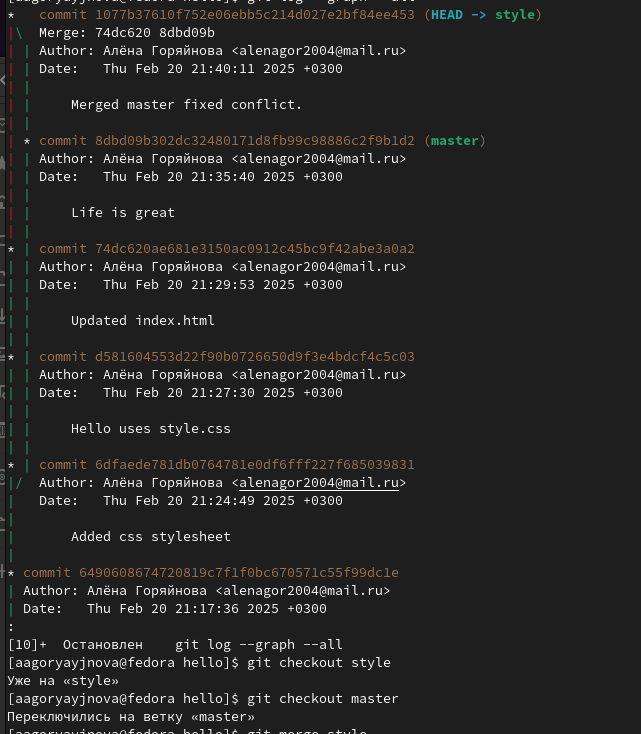 * commit 1077b37610f752e06ebb5c214d027e2bf84ee453 (HEAD -> style)
|\ Merge: 74dc620 8dbd09b
| | Author: Алёна Горяйнова <alenagor2004@mail.ru>
| | Date: Thu Feb 20 21:40:11 2025 +0300
| |
| | Merged master fixed conflict.
| |
| * commit 8dbd09b302dc32480171d8fb99c98886c2f9b1d2 (master)
| | Author: Алёна Горяйнова <alenagor2004@mail.ru>
| | Date: Thu Feb 20 21:35:40 2025 +0300
| |
| | Life is great
| |
* | commit 74dc620ae681e3150ac0912c45bc9f42abe3a0a2
| | Author: Алёна Горяйнова <alenagor2004@mail.ru>
| | Date: Thu Feb 20 21:29:53 2025 +0300
| |
| | Updated index.html
| |
* | commit d581604553d22f90b0726650d9f3e4bdcf4c5c03
| | Author: Алёна Горяйнова <alenagor2004@mail.ru>
| | Date: Thu Feb 20 21:27:30 2025 +0300
| |
| | Hello uses style.css
| |
* | commit 6dfaede781db0764781e0df6fff227f685039831
|/ Author: Алёна Горяйнова <alenagor2004@mail.ru>
| Date: Thu Feb 20 21:24:49 2025 +0300
|
| Added css stylesheet
|
* commit 6490608674720819c7f1f0bc670571c55f99dc1e
| Author: Алёна Горяйнова <alenagor2004@mail.ru>
| Date: Thu Feb 20 21:17:36 2025 +0300
:
[10]+ Остановлен git log --graph --all
[aagoryayjnova@fedora hello]$ git checkout style
Уже на «style»
[aagoryayjnova@fedora hello]$ git checkout master
Переключились на ветку «master»
[aagoryayjnova@fedora hello]$ git merge style